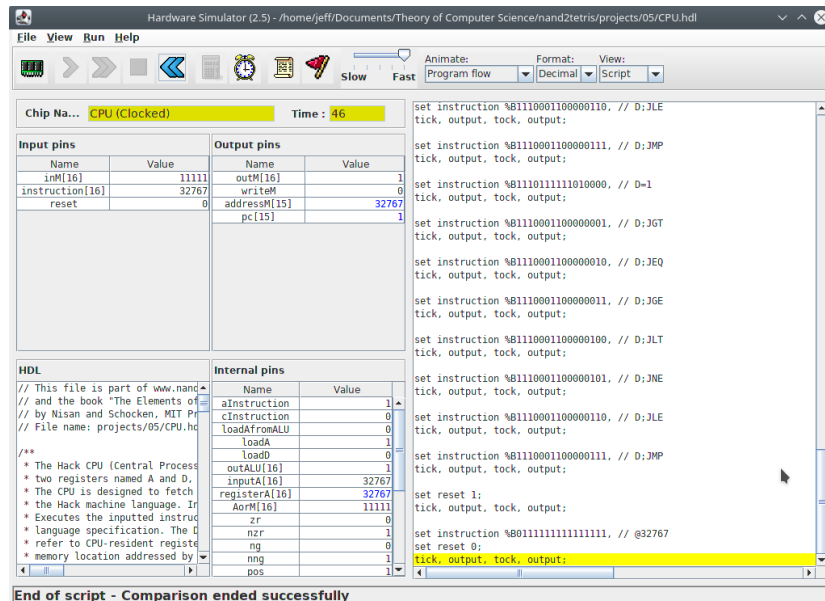 Hardware Simulator (2.5) - /home/jeff/Documents/Theory of Computer Science/nand2tetris/projects/05/CPU.hdl
File View Run Help
Slow Fast
Animate: Format: View:
Program flow Decimal Script
Chip Na... CPU (Clocked) Time : 46
Input pins
Name Value
inM[16] 11111
instruction[16] 32767
reset 0
Output pins
Name Value
outM[16] 1
writeM 0
addressM[15] 32767
pc[15] 1
HDL
// This file is part of www.nand
// and the book "The Elements of
// by Nisan and Schocken, MIT Pr
// File name: projects/05/CPU.hd
/**
* The Hack CPU (Central Process
* two registers named A and D,
* The CPU is designed to fetch
* the Hack machine language. In
* Executes the inputted instruc
* language specification. The D
* refer to CPU-resident registe
* memory location addressed by
Internal pins
Name Value
aInstruction 1
cInstruction 0
loadAfromALU 0
loadA 1
loadD 0
outALU[16] 1
inputA[16] 32767
registerA[16] 32767
AorM[16] 11111
zr 0
nzr 1
ng 0
nng 1
pos 1
set instruction %B1110001100000110, // D;JLE
tick, output, tock, output;
set instruction %B1110001100000111, // D;JMP
tick, output, tock, output;
set instruction %B1110111111010000, // D=1
tick, output, tock, output;
set instruction %B1110001100000001, // D;JGT
tick, output, tock, output;
set instruction %B1110001100000010, // D;JEQ
tick, output, tock, output;
set instruction %B1110001100000011, // D;JGE
tick, output, tock, output;
set instruction %B1110001100000100, // D;JLT
tick, output, tock, output;
set instruction %B1110001100000101, // D;JNE
tick, output, tock, output;
set instruction %B1110001100000110, // D;JLE
tick, output, tock, output;
set instruction %B1110001100000111, // D;JMP
tick, output, tock, output;
set reset 1;
tick, output, tock, output;
set instruction %B0111111111111111, // @32767
set reset 0;
tick, output, tock, output;
End of script - Comparison ended successfully